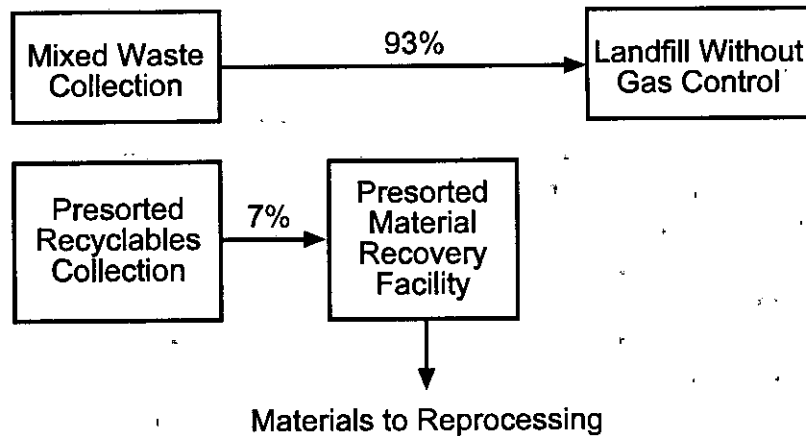 Mixed Waste
Collection
93%
Landfill Without
Gas Control
Presorted
Recyclables
Collection
7%
Presorted
Material
Recovery
Facility
Materials to Reprocessing